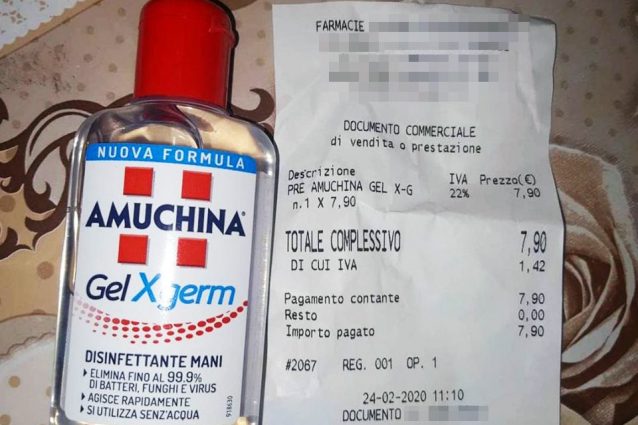 NUOVA FORMULA
AMUCHINA®
Gel X-germ
DISINFETTANTE MANI
ELIMINA FINO AL 99.9%
DI BATTERI, FUNGHI E VIRUS
AGISCE RAPIDAMENTE
SI UTILIZZA SENZ'ACQUA
918630
FARMACIE
DOCUMENTO COMMERCIALE
di vendita o prestazione
Descrizione IVA Prezzo(€)
PRE AMUCHINA GEL X-G 22% 7,90
n.1 X 7,90
TOTALE COMPLESSIVO 7,90
DI CUI IVA 1,42
Pagamento contante 7,90
Resto 0,00
Importo pagato 7,90
#2067 REG. 001 OP. 1
24-02-2020 11:10
DOCUMENTO